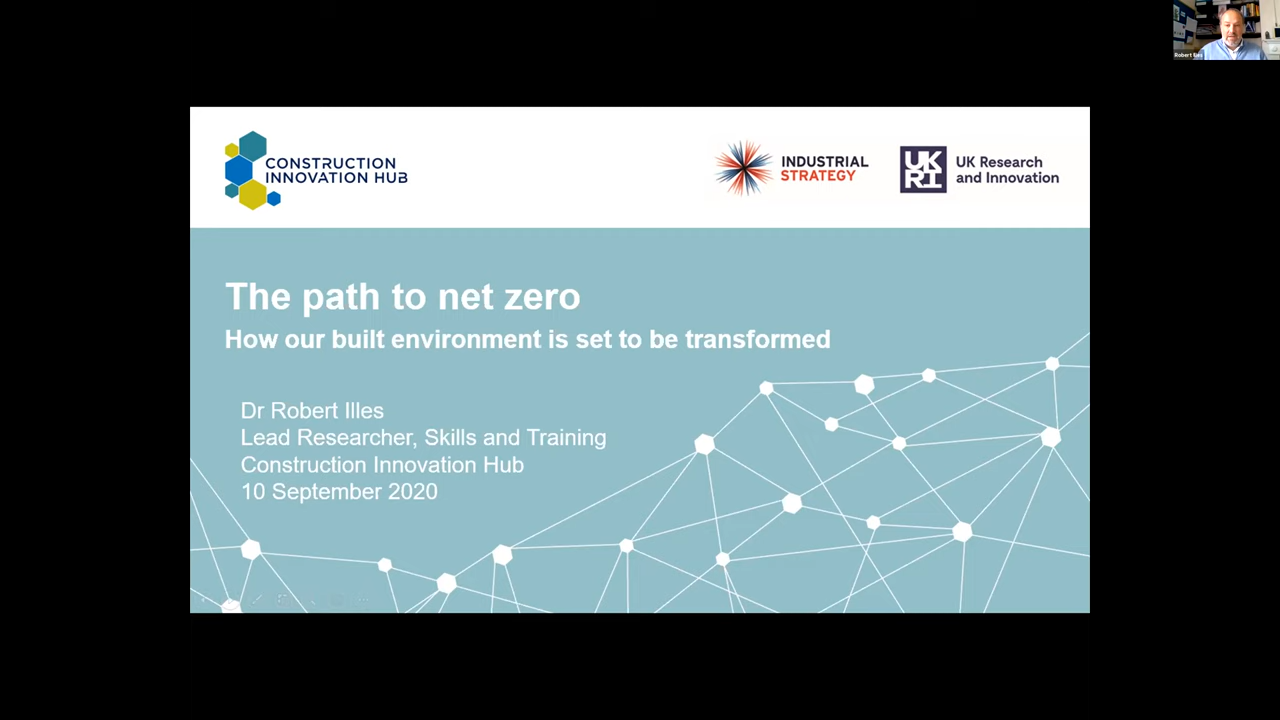 Robert Illes
CONSTRUCTION
INNOVATION HUB
INDUSTRIAL
STRATEGY
UK
RI
UK Research
and Innovation
The path to net zero
How our built environment is set to be transformed
Dr Robert Illes
Lead Researcher, Skills and Training
Construction Innovation Hub
10 September 2020